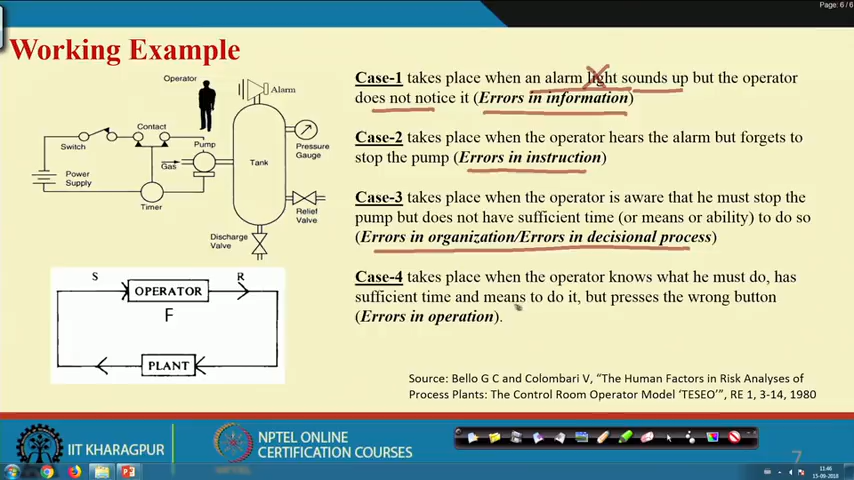 Page: 6 / 6
Working Example
Operator
Alarm
Contact
Switch
Pump
Gas
Tank
Pressure
Gauge
Power
Supply
Timer
Relief
Valve
Discharge
Valve
S
R
OPERATOR
F
PLANT
Case-1 takes place when an alarm light sounds up but the operator
does not notice it (Errors in information)
Case-2 takes place when the operator hears the alarm but forgets to
stop the pump (Errors in instruction)
Case-3 takes place when the operator is aware that he must stop the
pump but does not have sufficient time (or means or ability) to do so
(Errors in organization/Errors in decisional process)
Case-4 takes place when the operator knows what he must do, has
sufficient time and means to do it, but presses the wrong button
(Errors in operation).
Source: Bello G C and Colombari V, “The Human Factors in Risk Analyses of
Process Plants: The Control Room Operator Model ‘TESEO’”, RE 1, 3-14, 1980
IIT KHARAGPUR
NPTEL ONLINE
CERTIFICATION COURSES
7
11:46
15-09-2018